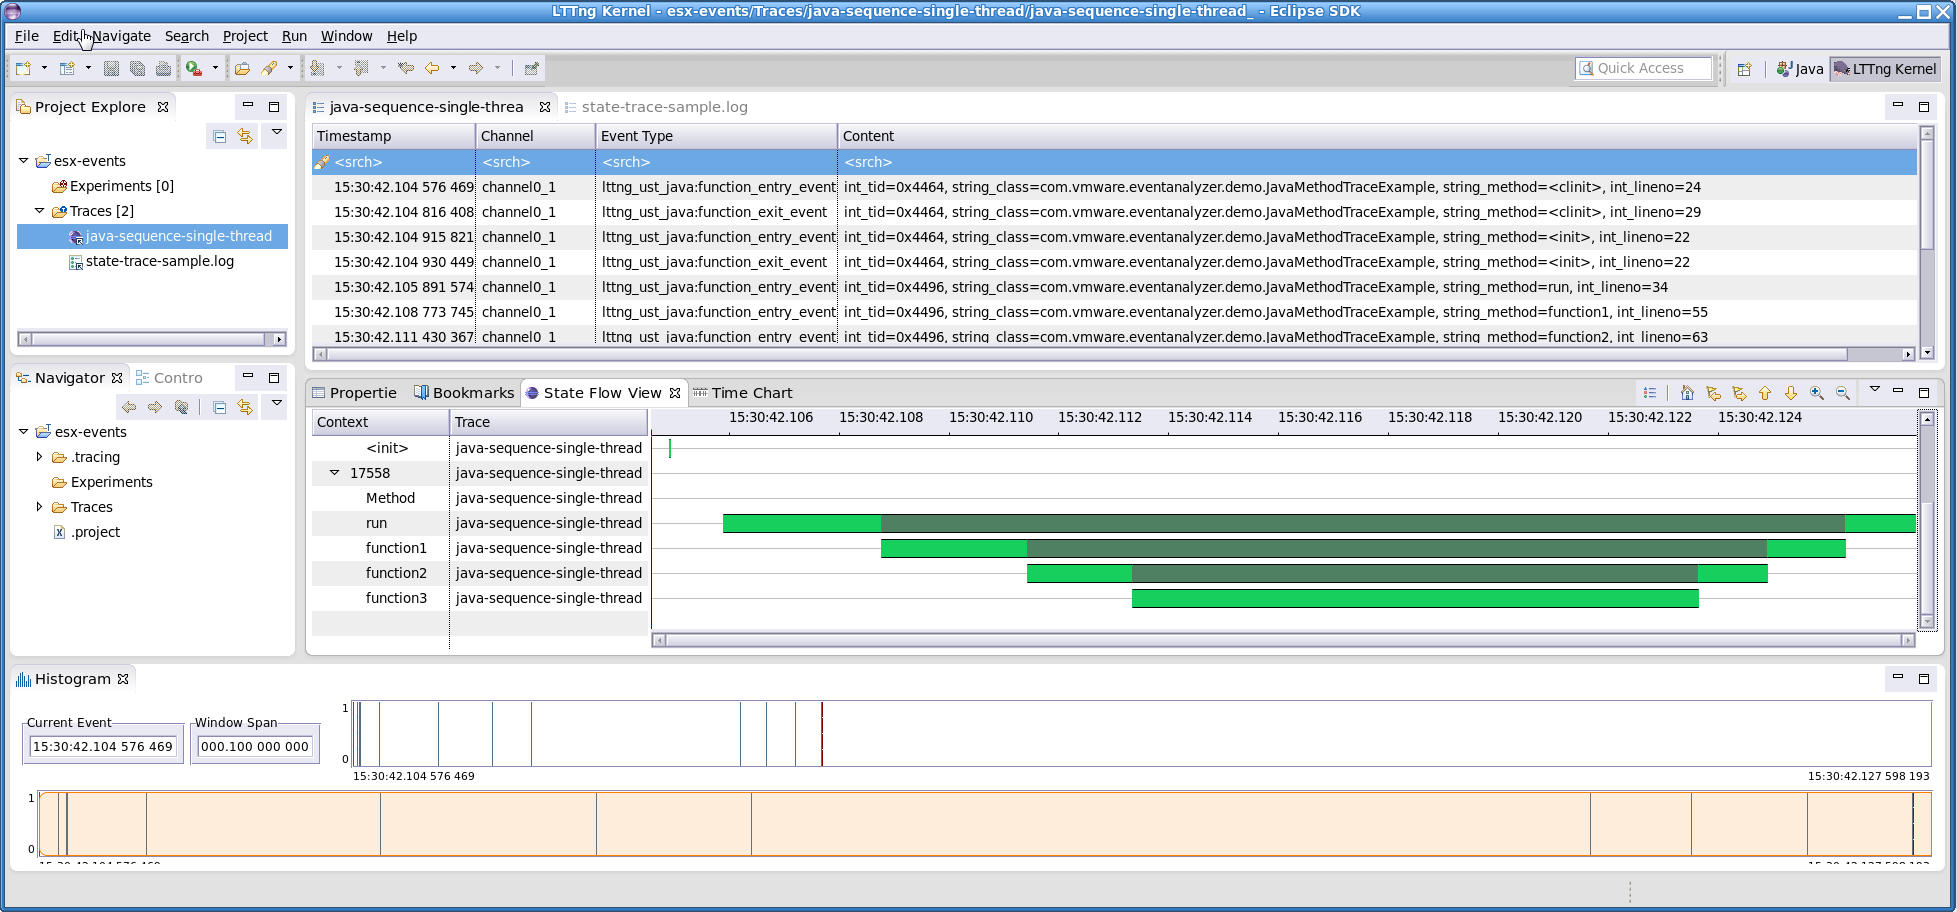 LTTng Kernel - esx-events/Traces/java-sequence-single-thread/java-sequence-single-thread_ - Eclipse SDK
File Edit Navigate Search Project Run Window Help
Quick Access Java LTTng Kernel
Project Explore
esx-events
Experiments [0]
Traces [2]
java-sequence-single-thread
state-trace-sample.log
java-sequence-single-threa state-trace-sample.log
Timestamp Channel Event Type Content
<srch> <srch> <srch> <srch>
15:30:42.104 576 469 channel0_1 lttng_ust_java:function_entry_event int_tid=0x4464, string_class=com.vmware.eventanalyzer.demo.JavaMethodTraceExample, string_method=<clinit>, int_lineno=24
15:30:42.104 816 408 channel0_1 lttng_ust_java:function_exit_event int_tid=0x4464, string_class=com.vmware.eventanalyzer.demo.JavaMethodTraceExample, string_method=<clinit>, int_lineno=29
15:30:42.104 915 821 channel0_1 lttng_ust_java:function_entry_event int_tid=0x4464, string_class=com.vmware.eventanalyzer.demo.JavaMethodTraceExample, string_method=<init>, int_lineno=22
15:30:42.104 930 449 channel0_1 lttng_ust_java:function_exit_event int_tid=0x4464, string_class=com.vmware.eventanalyzer.demo.JavaMethodTraceExample, string_method=<init>, int_lineno=22
15:30:42.105 891 574 channel0_1 lttng_ust_java:function_entry_event int_tid=0x4496, string_class=com.vmware.eventanalyzer.demo.JavaMethodTraceExample, string_method=run, int_lineno=34
15:30:42.108 773 745 channel0_1 lttng_ust_java:function_entry_event int_tid=0x4496, string_class=com.vmware.eventanalyzer.demo.JavaMethodTraceExample, string_method=function1, int_lineno=55
15:30:42.111 430 367 channel0_1 lttng_ust_java:function_entry_event int_tid=0x4496, string_class=com.vmware.eventanalyzer.demo.JavaMethodTraceExample, string_method=function2, int_lineno=63
Navigator Contro
esx-events
.tracing
Experiments
Traces
.project
Propertie Bookmarks State Flow View Time Chart
Context Trace
15:30:42.106 15:30:42.108 15:30:42.110 15:30:42.112 15:30:42.114 15:30:42.116 15:30:42.118 15:30:42.120 15:30:42.122 15:30:42.124
<init> java-sequence-single-thread
17558 java-sequence-single-thread
Method java-sequence-single-thread
run java-sequence-single-thread
function1 java-sequence-single-thread
function2 java-sequence-single-thread
function3 java-sequence-single-thread
Histogram
Current Event
15:30:42.104 576 469
Window Span
000.100 000 000
1
0
15:30:42.104 576 469 15:30:42.127 598 193
1
0
15:30:42.104 576 469 15:30:42.127 598 193